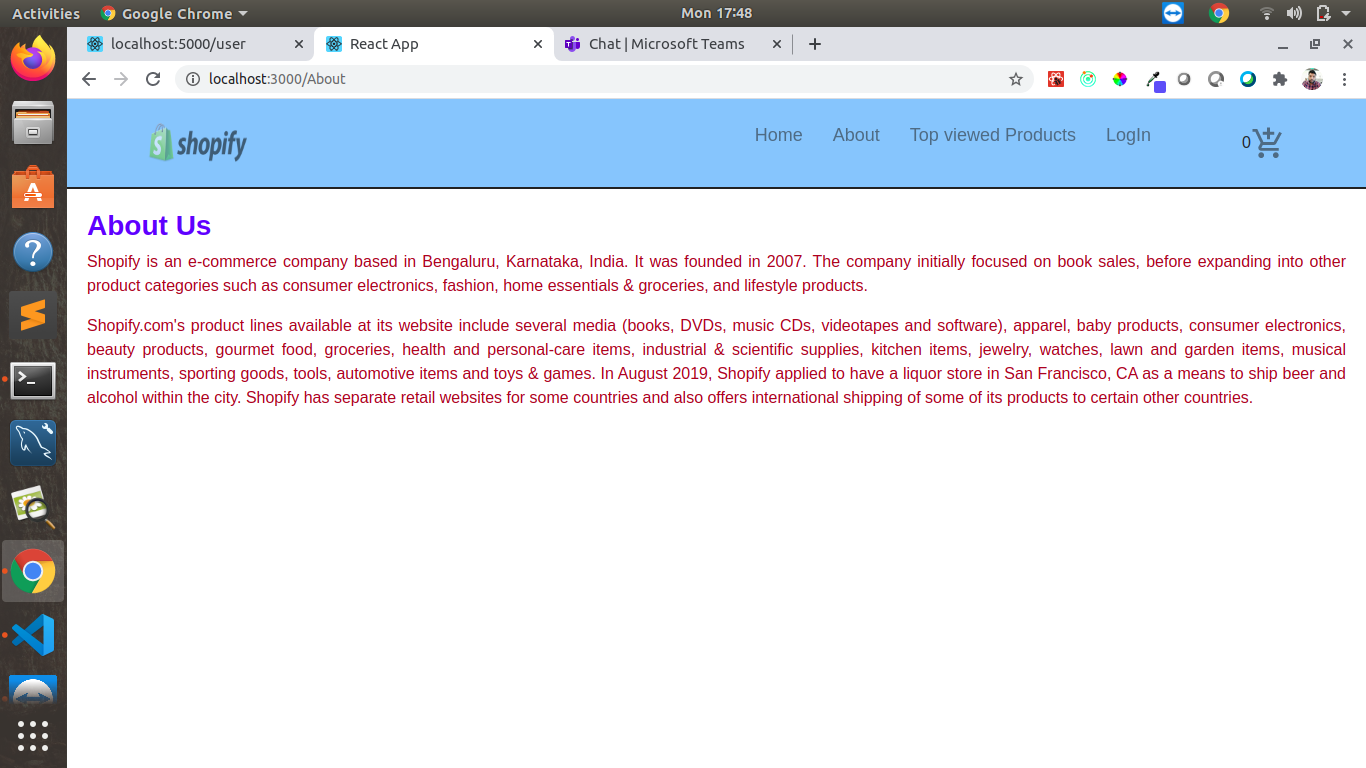 Activities Google Chrome Mon 17:48
localhost:5000/user React App Chat | Microsoft Teams
localhost:3000/About
shopify Home About Top viewed Products LogIn 0
About Us
Shopify is an e-commerce company based in Bengaluru, Karnataka, India. It was founded in 2007. The company initially focused on book sales, before expanding into other
product categories such as consumer electronics, fashion, home essentials & groceries, and lifestyle products.
Shopify.com's product lines available at its website include several media (books, DVDs, music CDs, videotapes and software), apparel, baby products, consumer electronics,
beauty products, gourmet food, groceries, health and personal-care items, industrial & scientific supplies, kitchen items, jewelry, watches, lawn and garden items, musical
instruments, sporting goods, tools, automotive items and toys & games. In August 2019, Shopify applied to have a liquor store in San Francisco, CA as a means to ship beer and
alcohol within the city. Shopify has separate retail websites for some countries and also offers international shipping of some of its products to certain other countries.